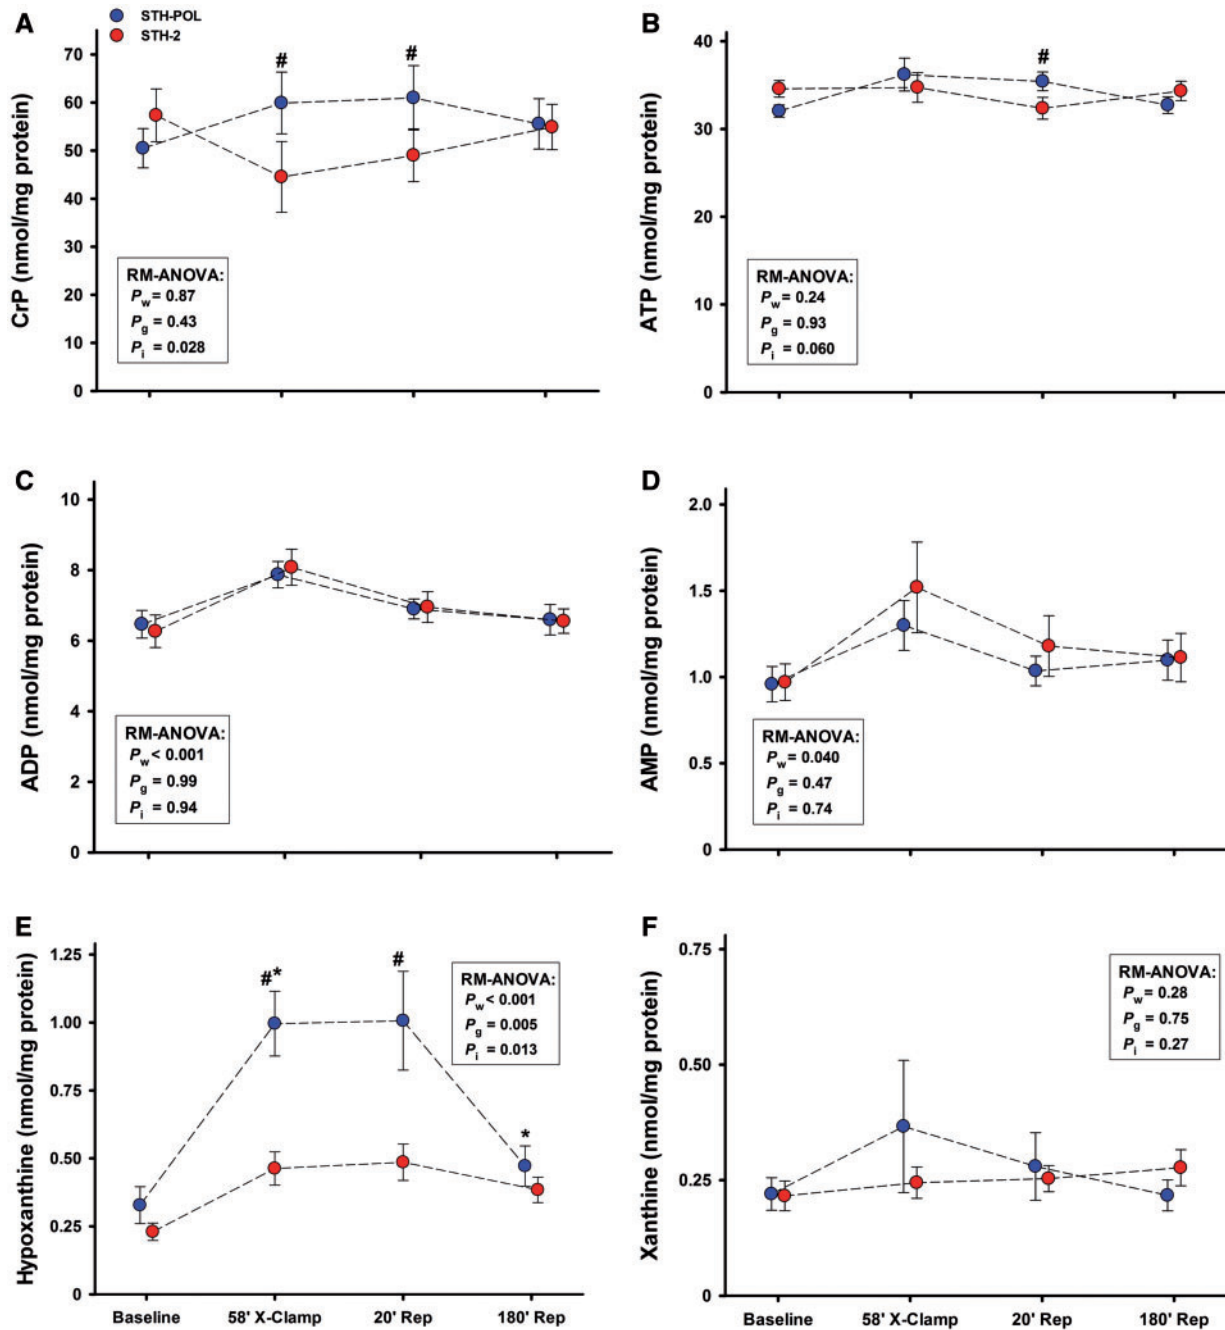 A
STH-POL
STH-2
CrP (nmol/mg protein)
70
60
50
40
30
20
10
0
#
#
RM-ANOVA:
Pw = 0.87
Pg = 0.43
Pi = 0.028
B
ATP (nmol/mg protein)
40
30
20
10
0
#
RM-ANOVA:
Pw = 0.24
Pg = 0.93
Pi = 0.060
C
ADP (nmol/mg protein)
10
8
6
4
2
0
RM-ANOVA:
Pw < 0.001
Pg = 0.99
Pi = 0.94
D
AMP (nmol/mg protein)
2.0
1.5
1.0
0.5
0
RM-ANOVA:
Pw = 0.040
Pg = 0.47
Pi = 0.74
E
Hypoxanthine (nmol/mg protein)
1.25
1.00
0.75
0.50
0.25
0
#*
#
*
RM-ANOVA:
Pw < 0.001
Pg = 0.005
Pi = 0.013
Baseline 58' X-Clamp 20' Rep 180' Rep
F
Xanthine (nmol/mg protein)
0.75
0.50
0.25
0.00
RM-ANOVA:
Pw = 0.28
Pg = 0.75
Pi = 0.27
Baseline 58' X-Clamp 20' Rep 180' Rep